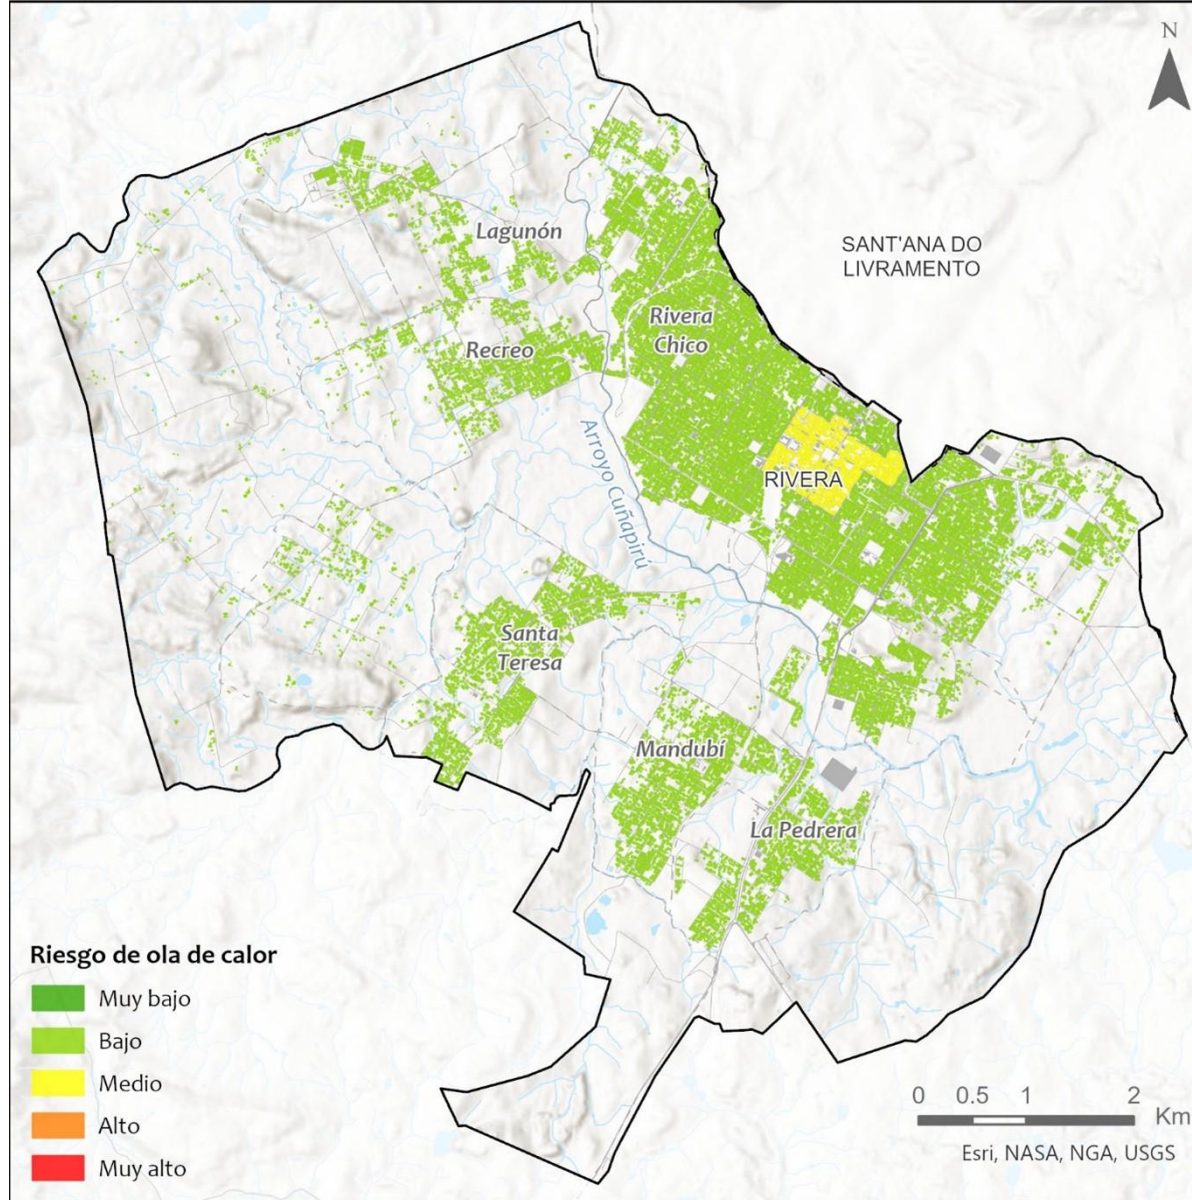 N
Lagunón
SANT'ANA DO
LIVRAMENTO
Rivera
Chico
Recreo
Arroyo Cuñapirú
RIVERA
Santa
Teresa
Mandubí
La Pedrera
Riesgo de ola de calor
Muy bajo
Bajo
Medio
Alto
Muy alto
0 0.5 1 2
Km
Esri, NASA, NGA, USGS